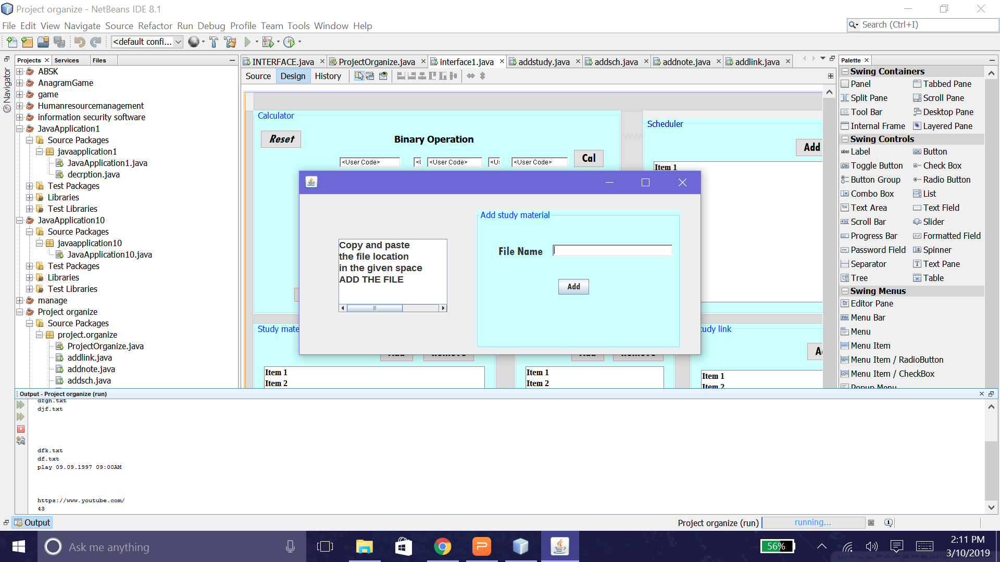 Project organize - NetBeans IDE 8.1
File Edit View Navigate Source Refactor Run Debug Profile Team Tools Window Help
Search (Ctrl+I)
<default confi...
Navigator
Projects
Services
Files
ABSK
AnagramGame
game
Humanresourcemanagement
information security software
JavaApplication1
Source Packages
javaapplication1
JavaApplication1.java
decrption.java
Test Packages
Libraries
Test Libraries
JavaApplication10
Source Packages
javaapplication10
JavaApplication10.java
Test Packages
Libraries
Test Libraries
manage
Project organize
Source Packages
project.organize
ProjectOrganize.java
addlink.java
addnote.java
addsch.java
INTERFACE.java
ProjectOrganize.java
interface1.java
addstudy.java
addsch.java
addnote.java
addlink.java
Source Design History
Calculator
Reset
Binary Operation
<User Code>
<U
<User Code>
<U:
<User Code>
Cal
Scheduler
Add
Item 1
Copy and paste
the file location
in the given space
ADD THE FILE
Add study material
File Name
Add
Study mate
tudy link
Add
Remove
Add
Remove
Item 1
Item 2
Item 1
Item 2
Item 1
Item 2
Palette
Swing Containers
Panel Tabbed Pane
Split Pane Scroll Pane
Tool Bar Desktop Pane
Internal Frame Layered Pane
Swing Controls
Label Button
Toggle Button Check Box
Button Group Radio Button
Combo Box List
Text Area Text Field
Scroll Bar Slider
Progress Bar Formatted Field
Password Field Spinner
Separator Text Pane
Tree Table
Swing Menus
Editor Pane
Menu Bar
Menu
Menu Item
Menu Item / RadioButton
Menu Item / CheckBox
Popup Menu
Output - Project organize (run)
dfgh.txt
djf.txt
dfk.txt
df.txt
play 09.09.1997 09:00AM
https://www.youtube.com/
43
Output
Project organize (run)
running...
Ask me anything
56%
2:11 PM
3/10/2019